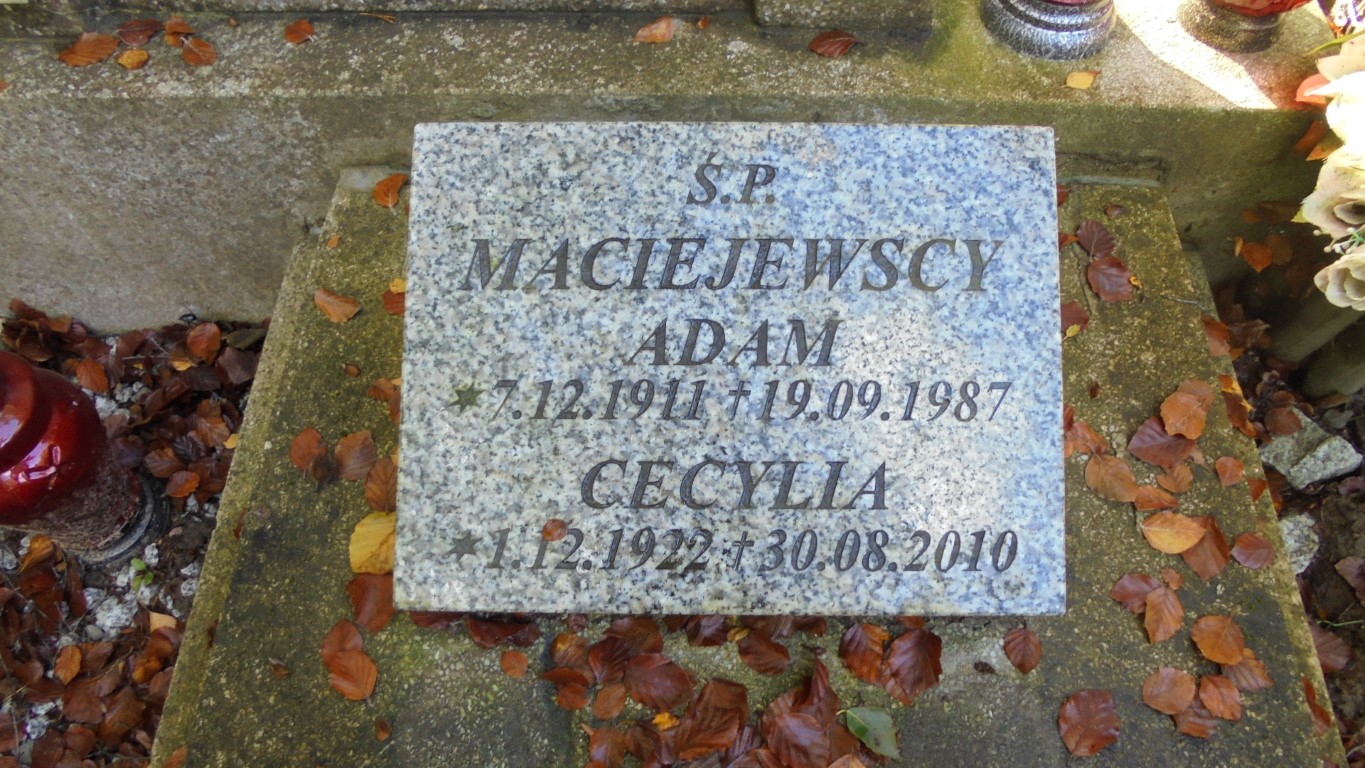 Ś.P.
MACIEJEWSCY
ADAM
✶7.12.1911 †19.09.1987
CECYLIA
✶1.12.1922 †30.08.2010